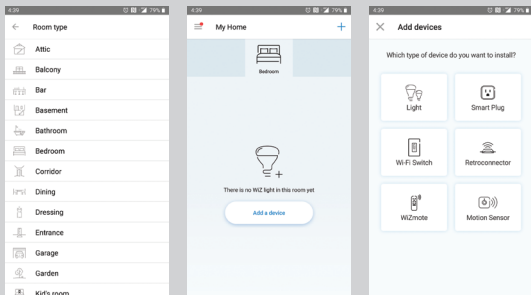 4:39
79%
Room type
Attic
Balcony
Bar
Basement
Bathroom
Bedroom
Corridor
Dining
Dressing
Entrance
Garage
Garden
Kid's room
4:39
79%
My Home
Bedroom
There is no WiZ light in this room yet
Add a device
4:39
79%
Add devices
Which type of device do you want to install?
Light
Smart Plug
Wi-Fi Switch
Retroconnector
WiZmote
Motion Sensor